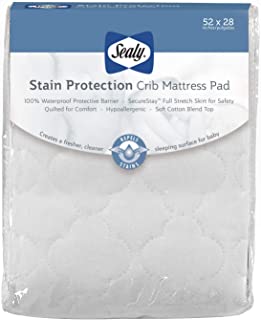 Sealy
52 x 28
Stain Protection Crib Mattress Pad
100% Waterproof Protective Barrier - SecureStay™ Full Stretch Skirt for Safety
Quilted for Comfort - Hypoallergenic - Soft Cotton Blend Top
REPELS
STAINS
Creates a fresher, cleaner sleeping surface for baby